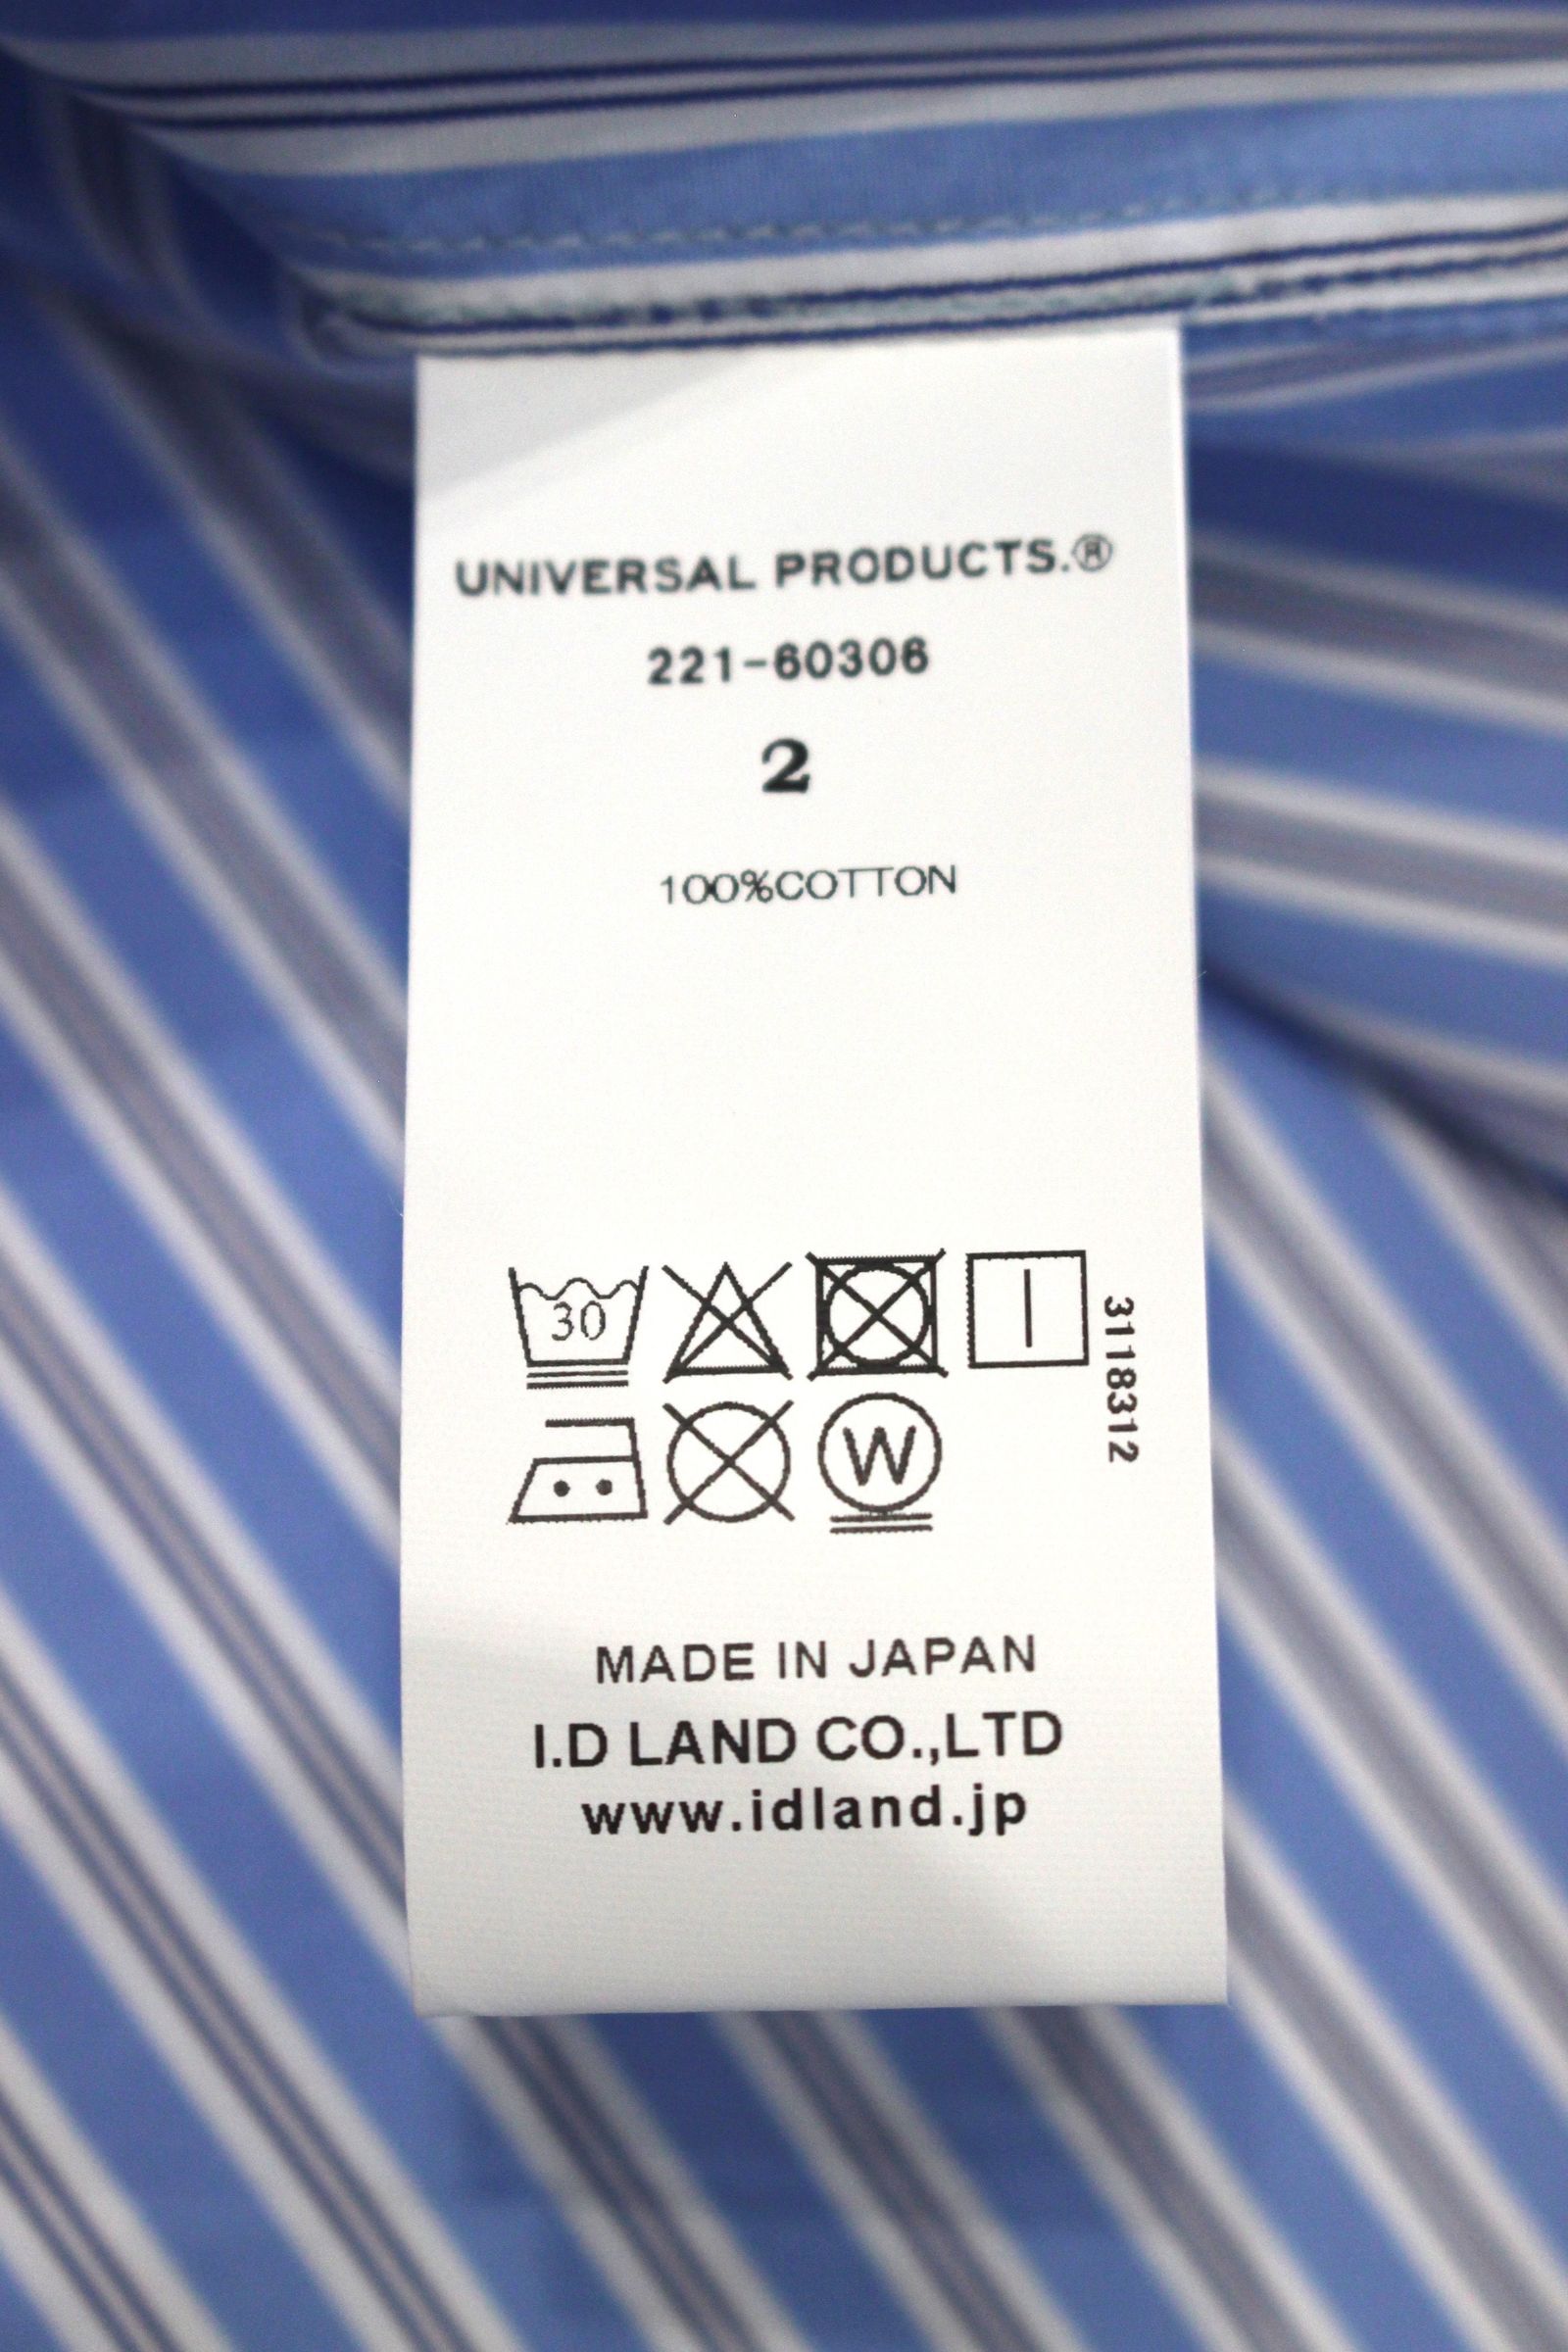 UNIVERSAL PRODUCTS.®
221-60306
2
100%COTTON
30
3118312
W
MADE IN JAPAN
I.D LAND CO.,LTD
www.idland.jp